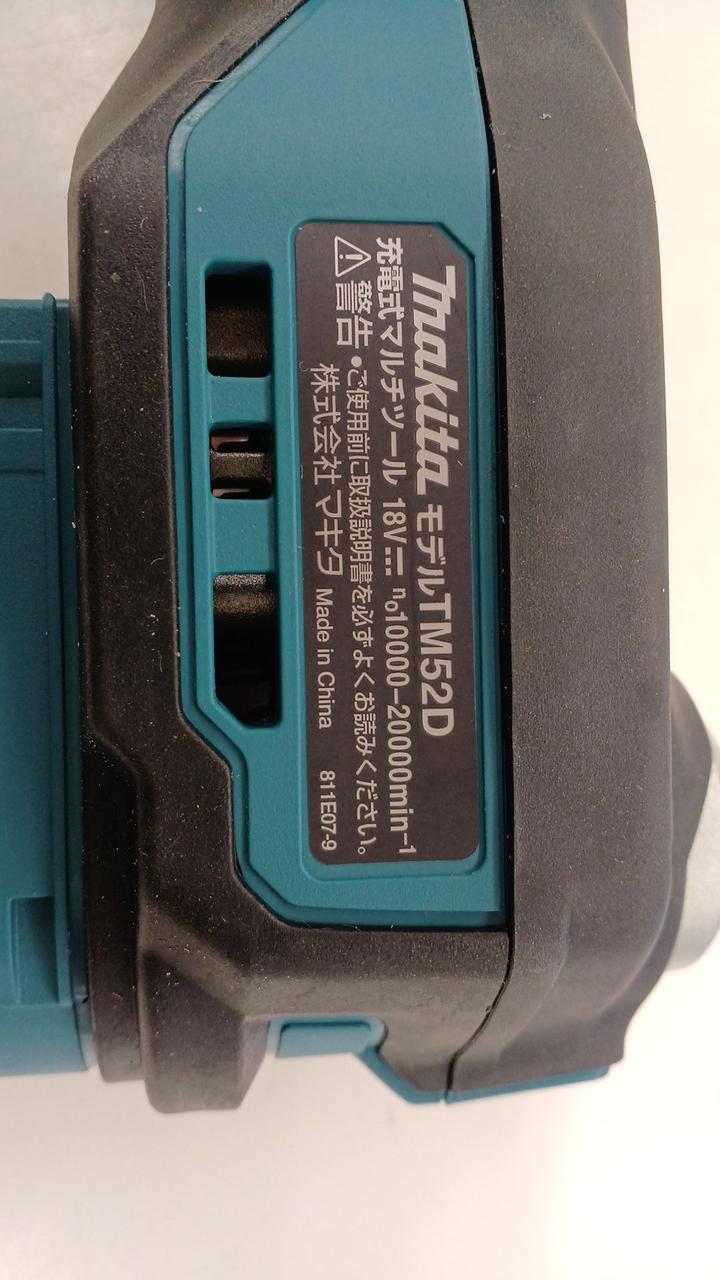 makita モデルTM52D
充電式マルチツール 18V⎓ n₀10000–20000min⁻¹
⚠警告 •ご使用前に取扱説明書を必ずよくお読みください。
株式会社 マキタ Made in China 811E07-9